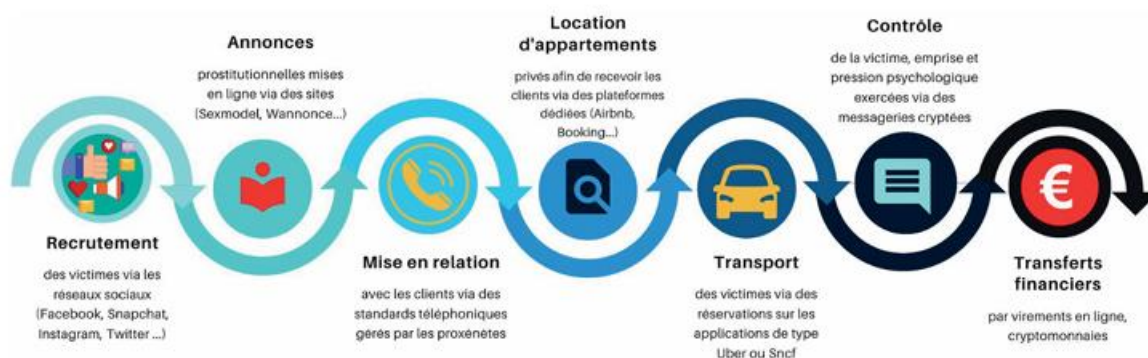 Recrutement
des victimes via les
réseaux sociaux
(Facebook, Snapchat,
Instagram, Twitter ...)
Annonces
prostitutionnelles mises
en ligne via des sites
(Sexmodel, Wannonce...)
Mise en relation
avec les clients via des
standards téléphoniques
gérés par les proxénètes
Location
d'appartements
privés afin de recevoir les
clients via des plateformes
dédiées (Airbnb,
Booking...)
Transport
des victimes via des
réservations sur les
applications de type
Uber ou Sncf
Contrôle
de la victime, emprise et
pression psychologique
exercées via des
messageries cryptées
€
Transferts
financiers
par virements en ligne,
cryptomonnaies